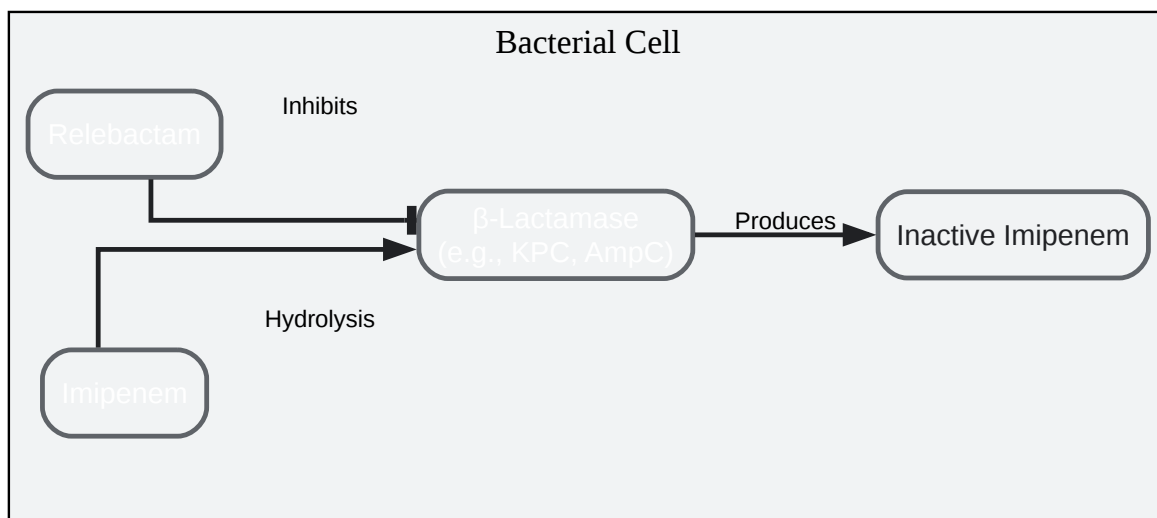 Bacterial Cell
Inhibits
Relebactam
β-Lactamase
(e.g., KPC, AmpC)
Produces
Inactive Imipenem
Hydrolysis
Imipenem